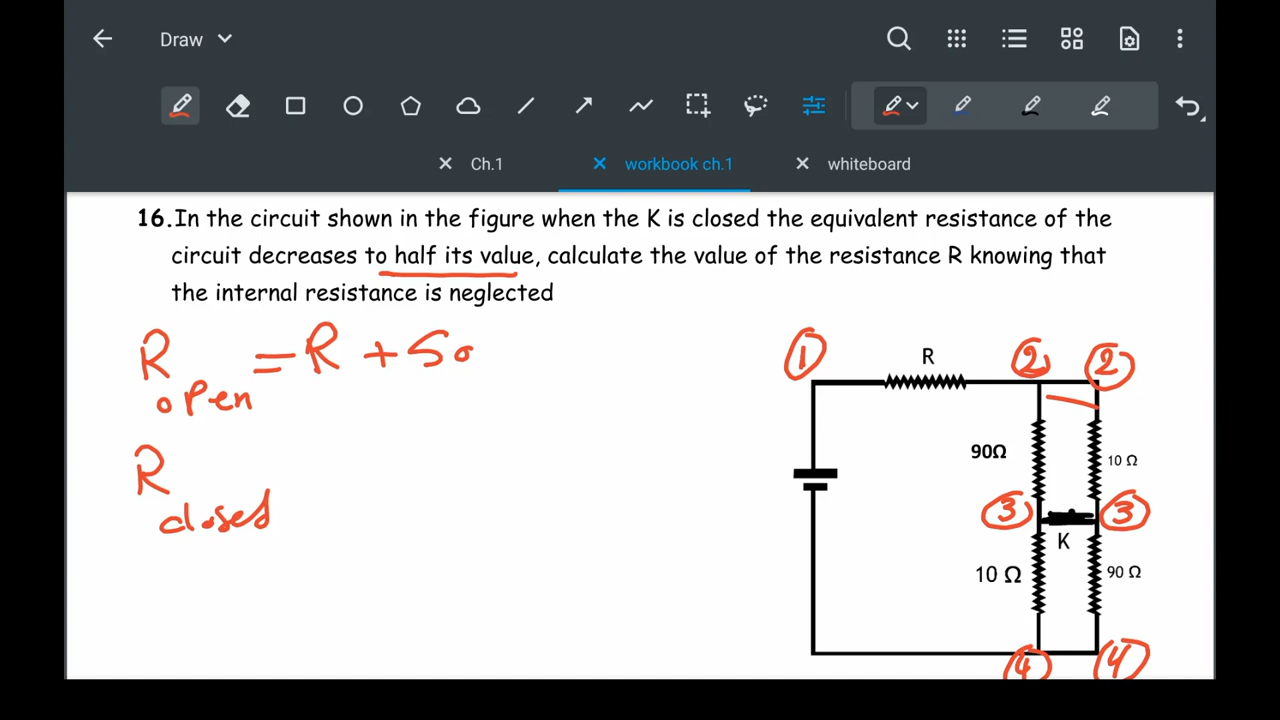 Draw
Ch.1
workbook ch.1
whiteboard
16.In the circuit shown in the figure when the K is closed the equivalent resistance of the
circuit decreases to half its value, calculate the value of the resistance R knowing that
the internal resistance is neglected
R open = R + 50
R closed
1
R
2
2
90Ω
10 Ω
3
3
K
10 Ω
90 Ω
4
4